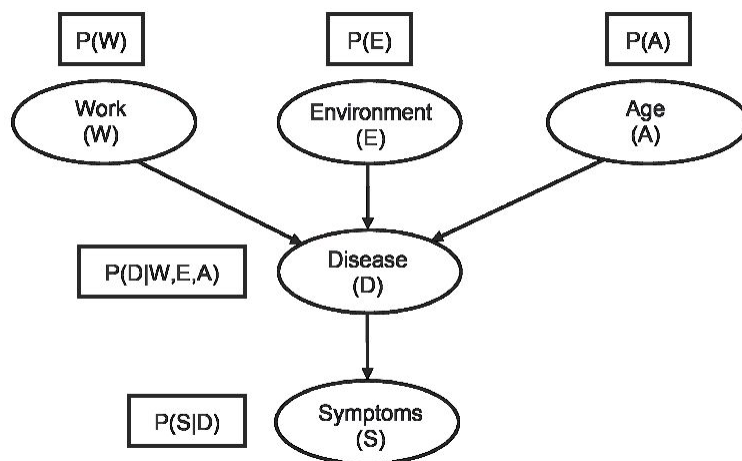 P(W)
P(E)
P(A)
Work
(W)
Environment
(E)
Age
(A)
P(D|W,E,A)
Disease
(D)
P(S|D)
Symptoms
(S)